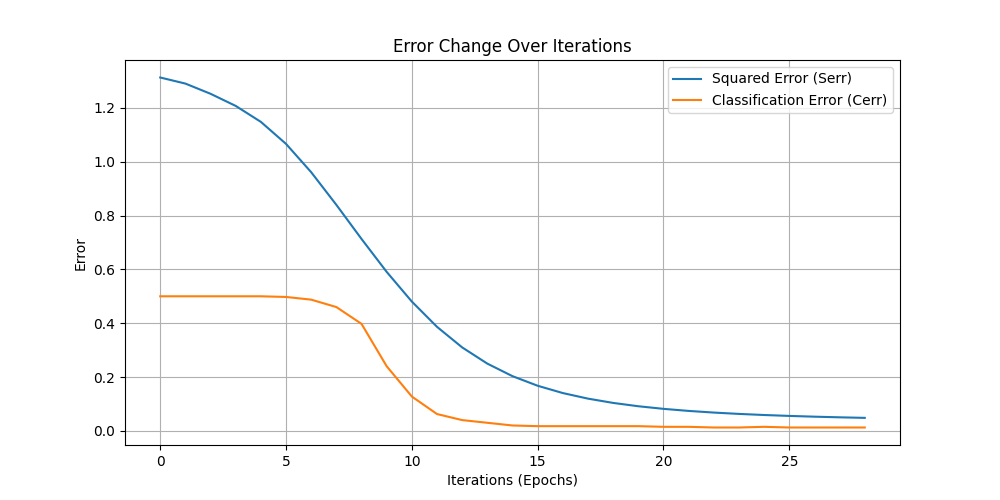 Error Change Over Iterations
Squared Error (Serr)
Classification Error (Cerr)
Error
1.2
1.0
0.8
0.6
0.4
0.2
0.0
0 5 10 15 20 25
Iterations (Epochs)